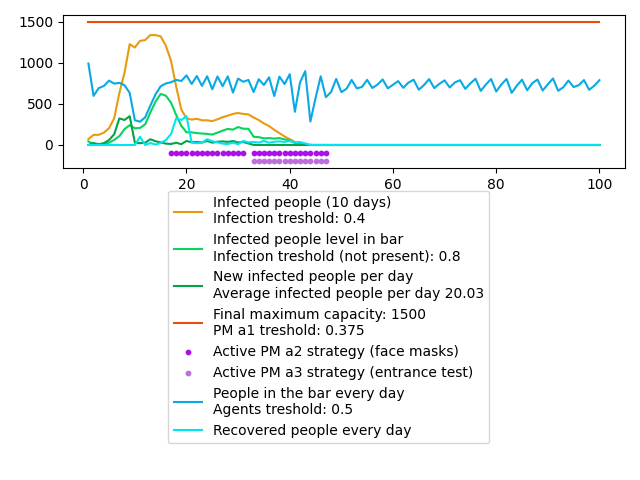 1500
1000
500
0
0 20 40 60 80 100
Infected people (10 days)
Infection treshold: 0.4
Infected people level in bar
Infection treshold (not present): 0.8
New infected people per day
Average infected people per day 20.03
Final maximum capacity: 1500
PM a1 treshold: 0.375
Active PM a2 strategy (face masks)
Active PM a3 strategy (entrance test)
People in the bar every day
Agents treshold: 0.5
Recovered people every day